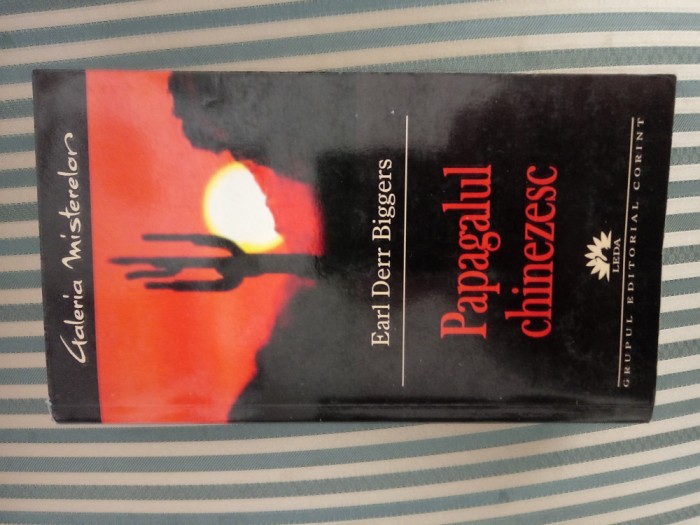 Galeria Misterelor
Earl Derr Biggers
Papagalul
chinezesc
LEDA
GRUPUL EDITORIAL CORINT